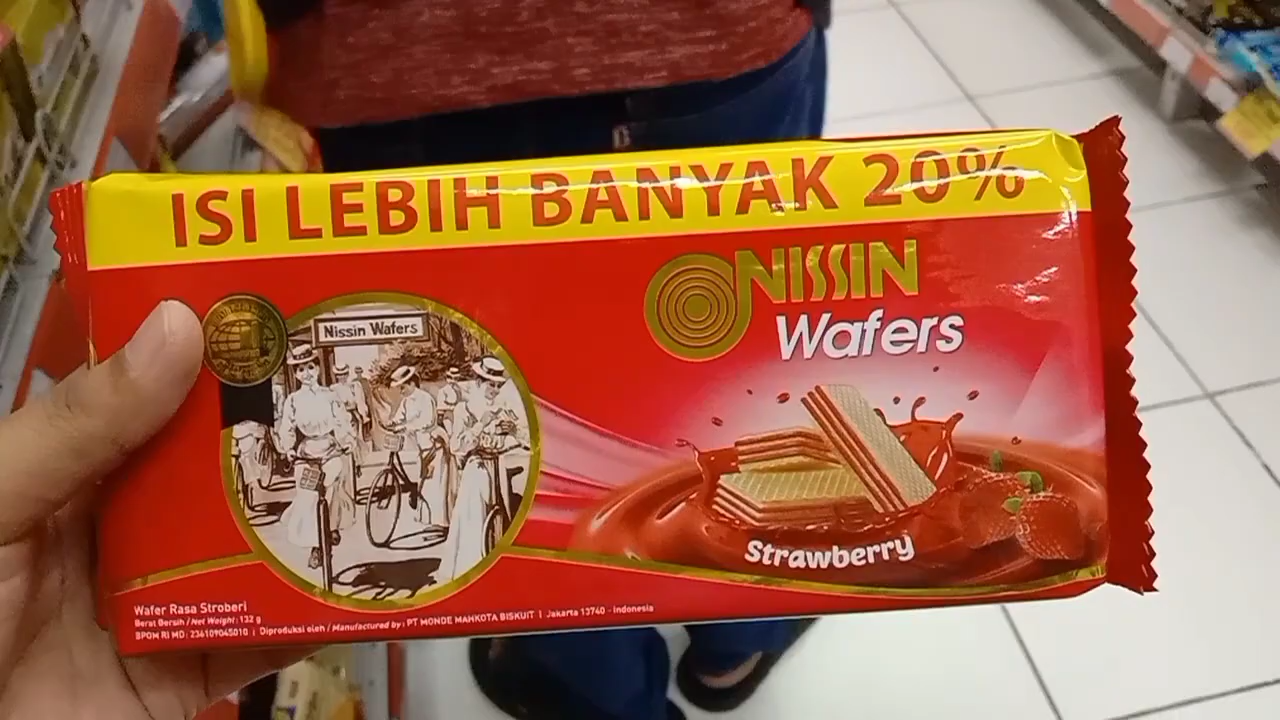 ISI LEBIH BANYAK 20%
NISSIN
Wafers
Nissin Wafers
Strawberry
Wafer Rasa Stroberi
Berat Bersih / Net Weight: 132 g
BPOM RI MD: 236109045010 | Diproduksi oleh / Manufactured by: PT MONDE MAHKOTA BISKUIT | Jakarta 13740 - Indonesia